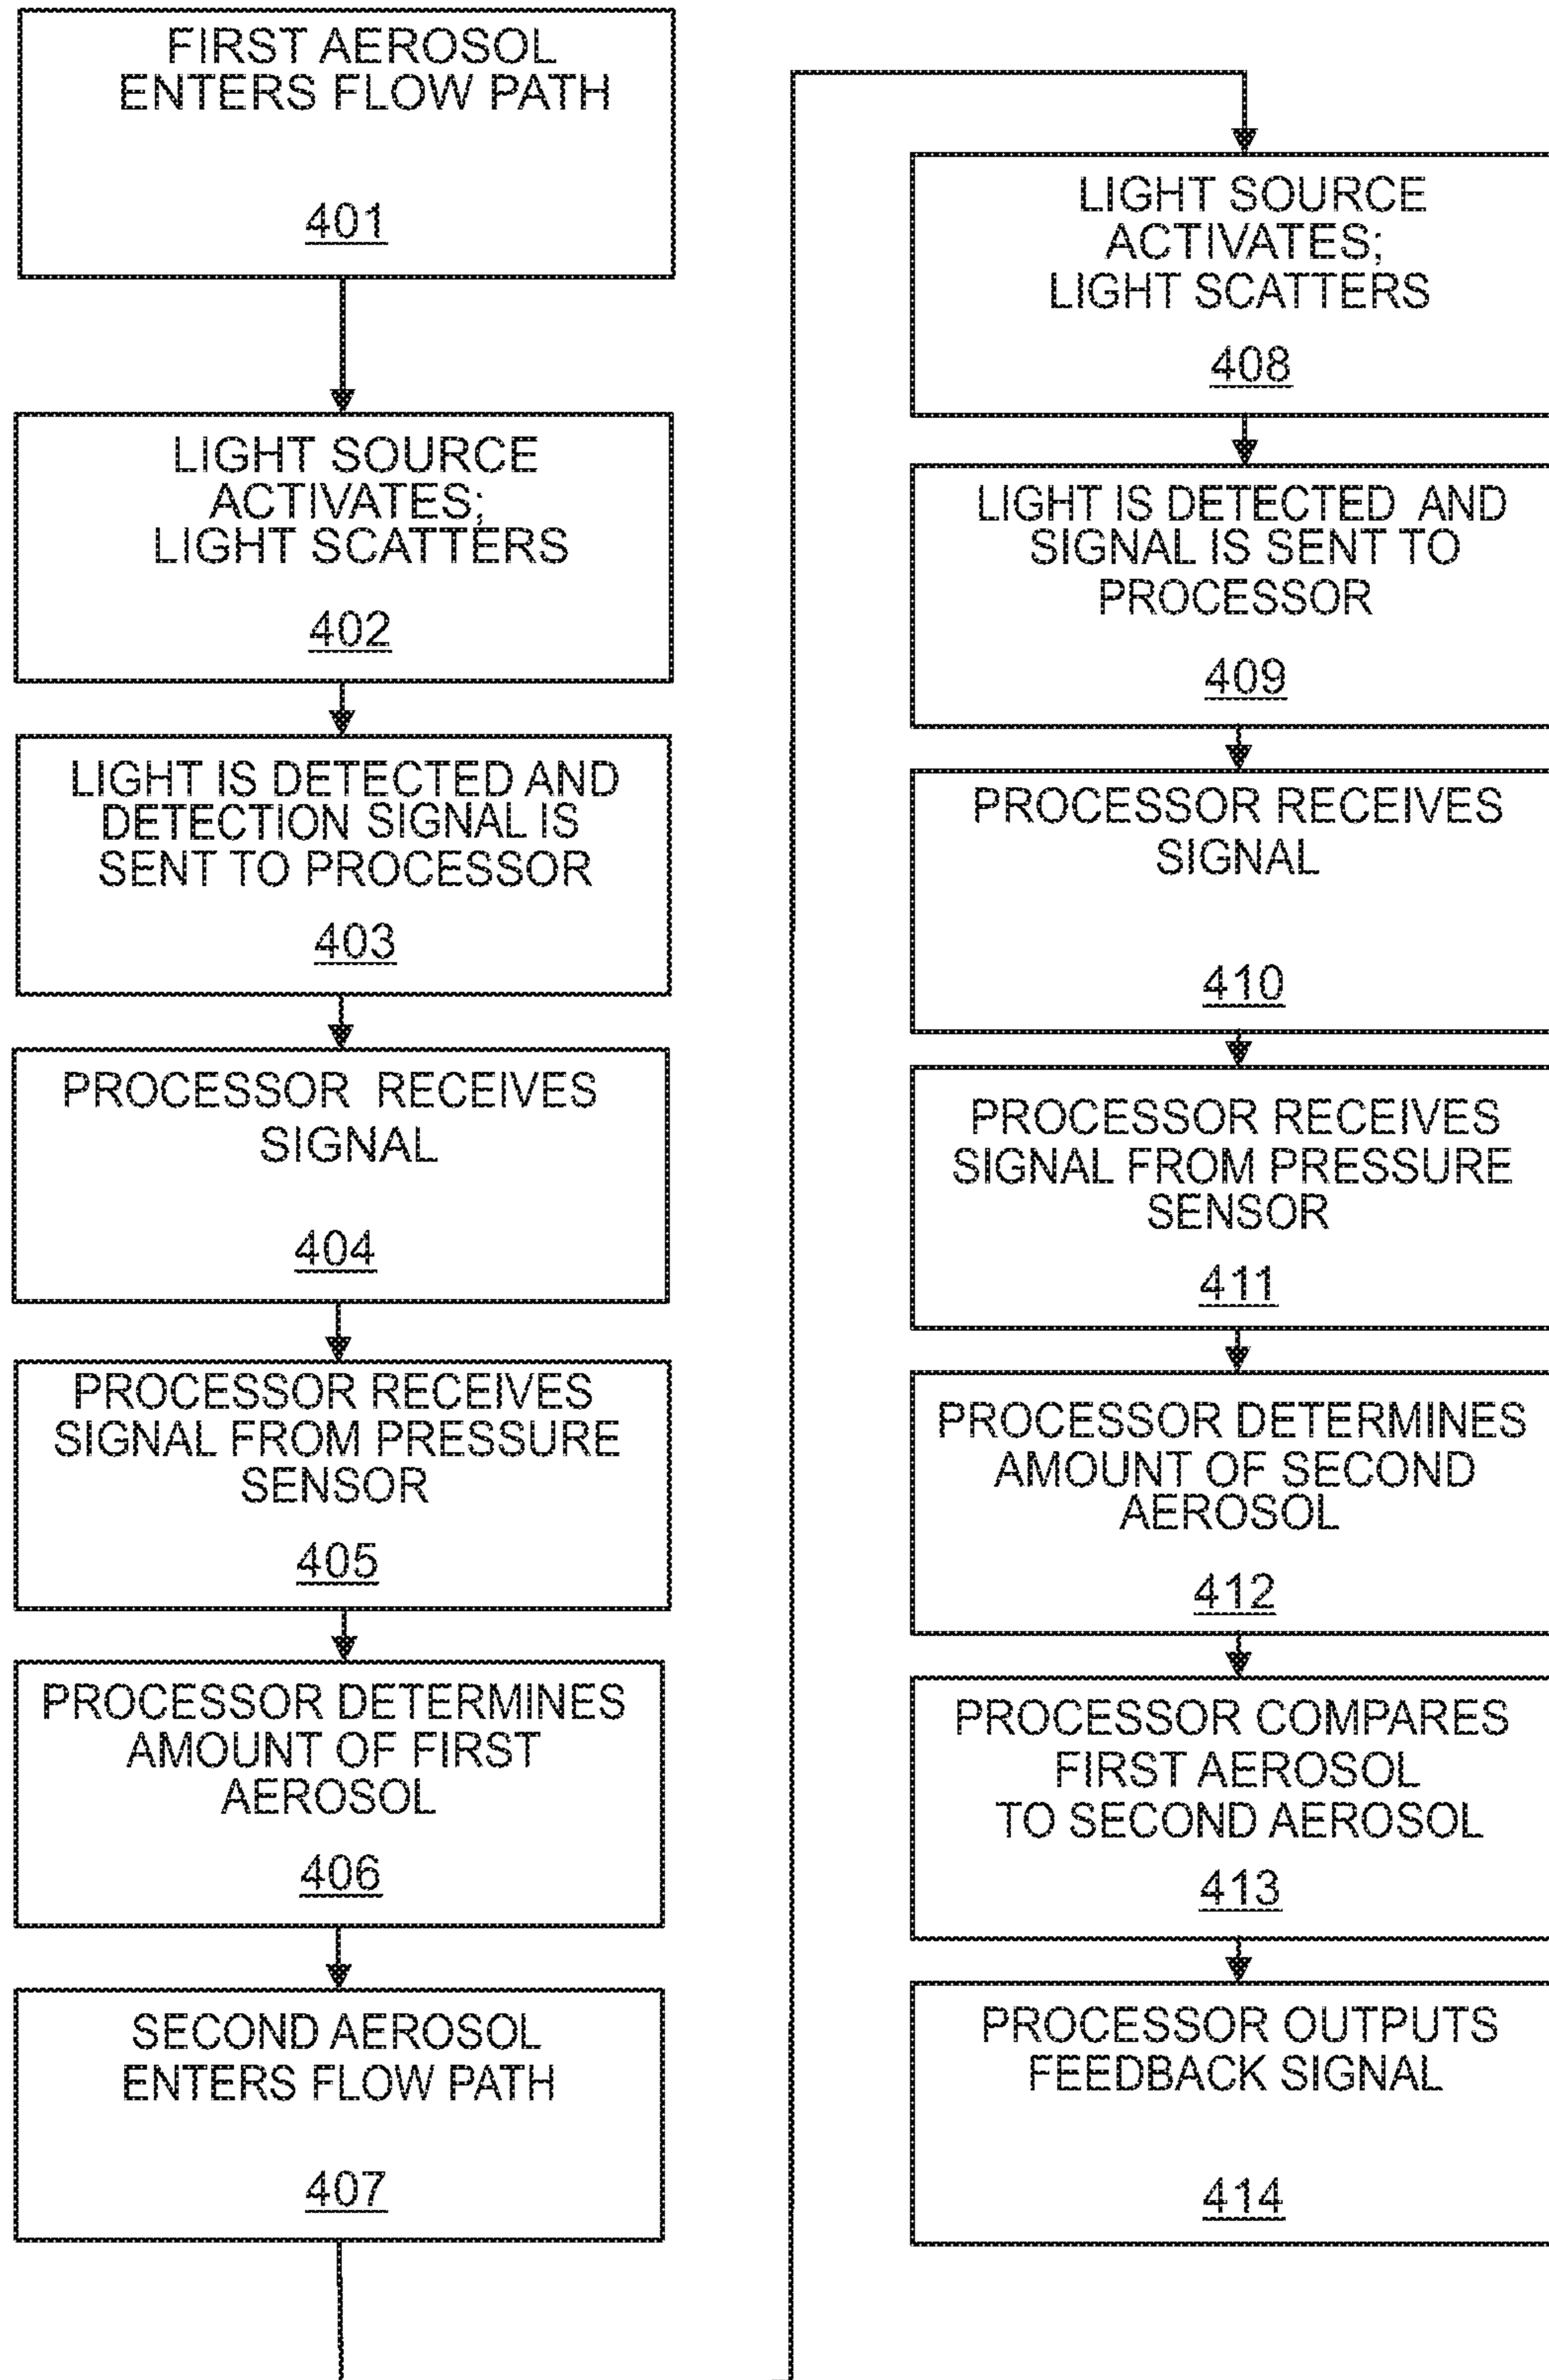 FIRST AEROSOL
ENTERS FLOW PATH
401
LIGHT SOURCE
ACTIVATES;
LIGHT SCATTERS
402
LIGHT IS DETECTED AND
DETECTION SIGNAL IS
SENT TO PROCESSOR
403
PROCESSOR RECEIVES
SIGNAL
404
PROCESSOR RECEIVES
SIGNAL FROM PRESSURE
SENSOR
405
PROCESSOR DETERMINES
AMOUNT OF FIRST
AEROSOL
406
SECOND AEROSOL
ENTERS FLOW PATH
407
LIGHT SOURCE
ACTIVATES;
LIGHT SCATTERS
408
LIGHT IS DETECTED AND
SIGNAL IS SENT TO
PROCESSOR
409
PROCESSOR RECEIVES
SIGNAL
410
PROCESSOR RECEIVES
SIGNAL FROM PRESSURE
SENSOR
411
PROCESSOR DETERMINES
AMOUNT OF SECOND
AEROSOL
412
PROCESSOR COMPARES
FIRST AEROSOL
TO SECOND AEROSOL
413
PROCESSOR OUTPUTS
FEEDBACK SIGNAL
414